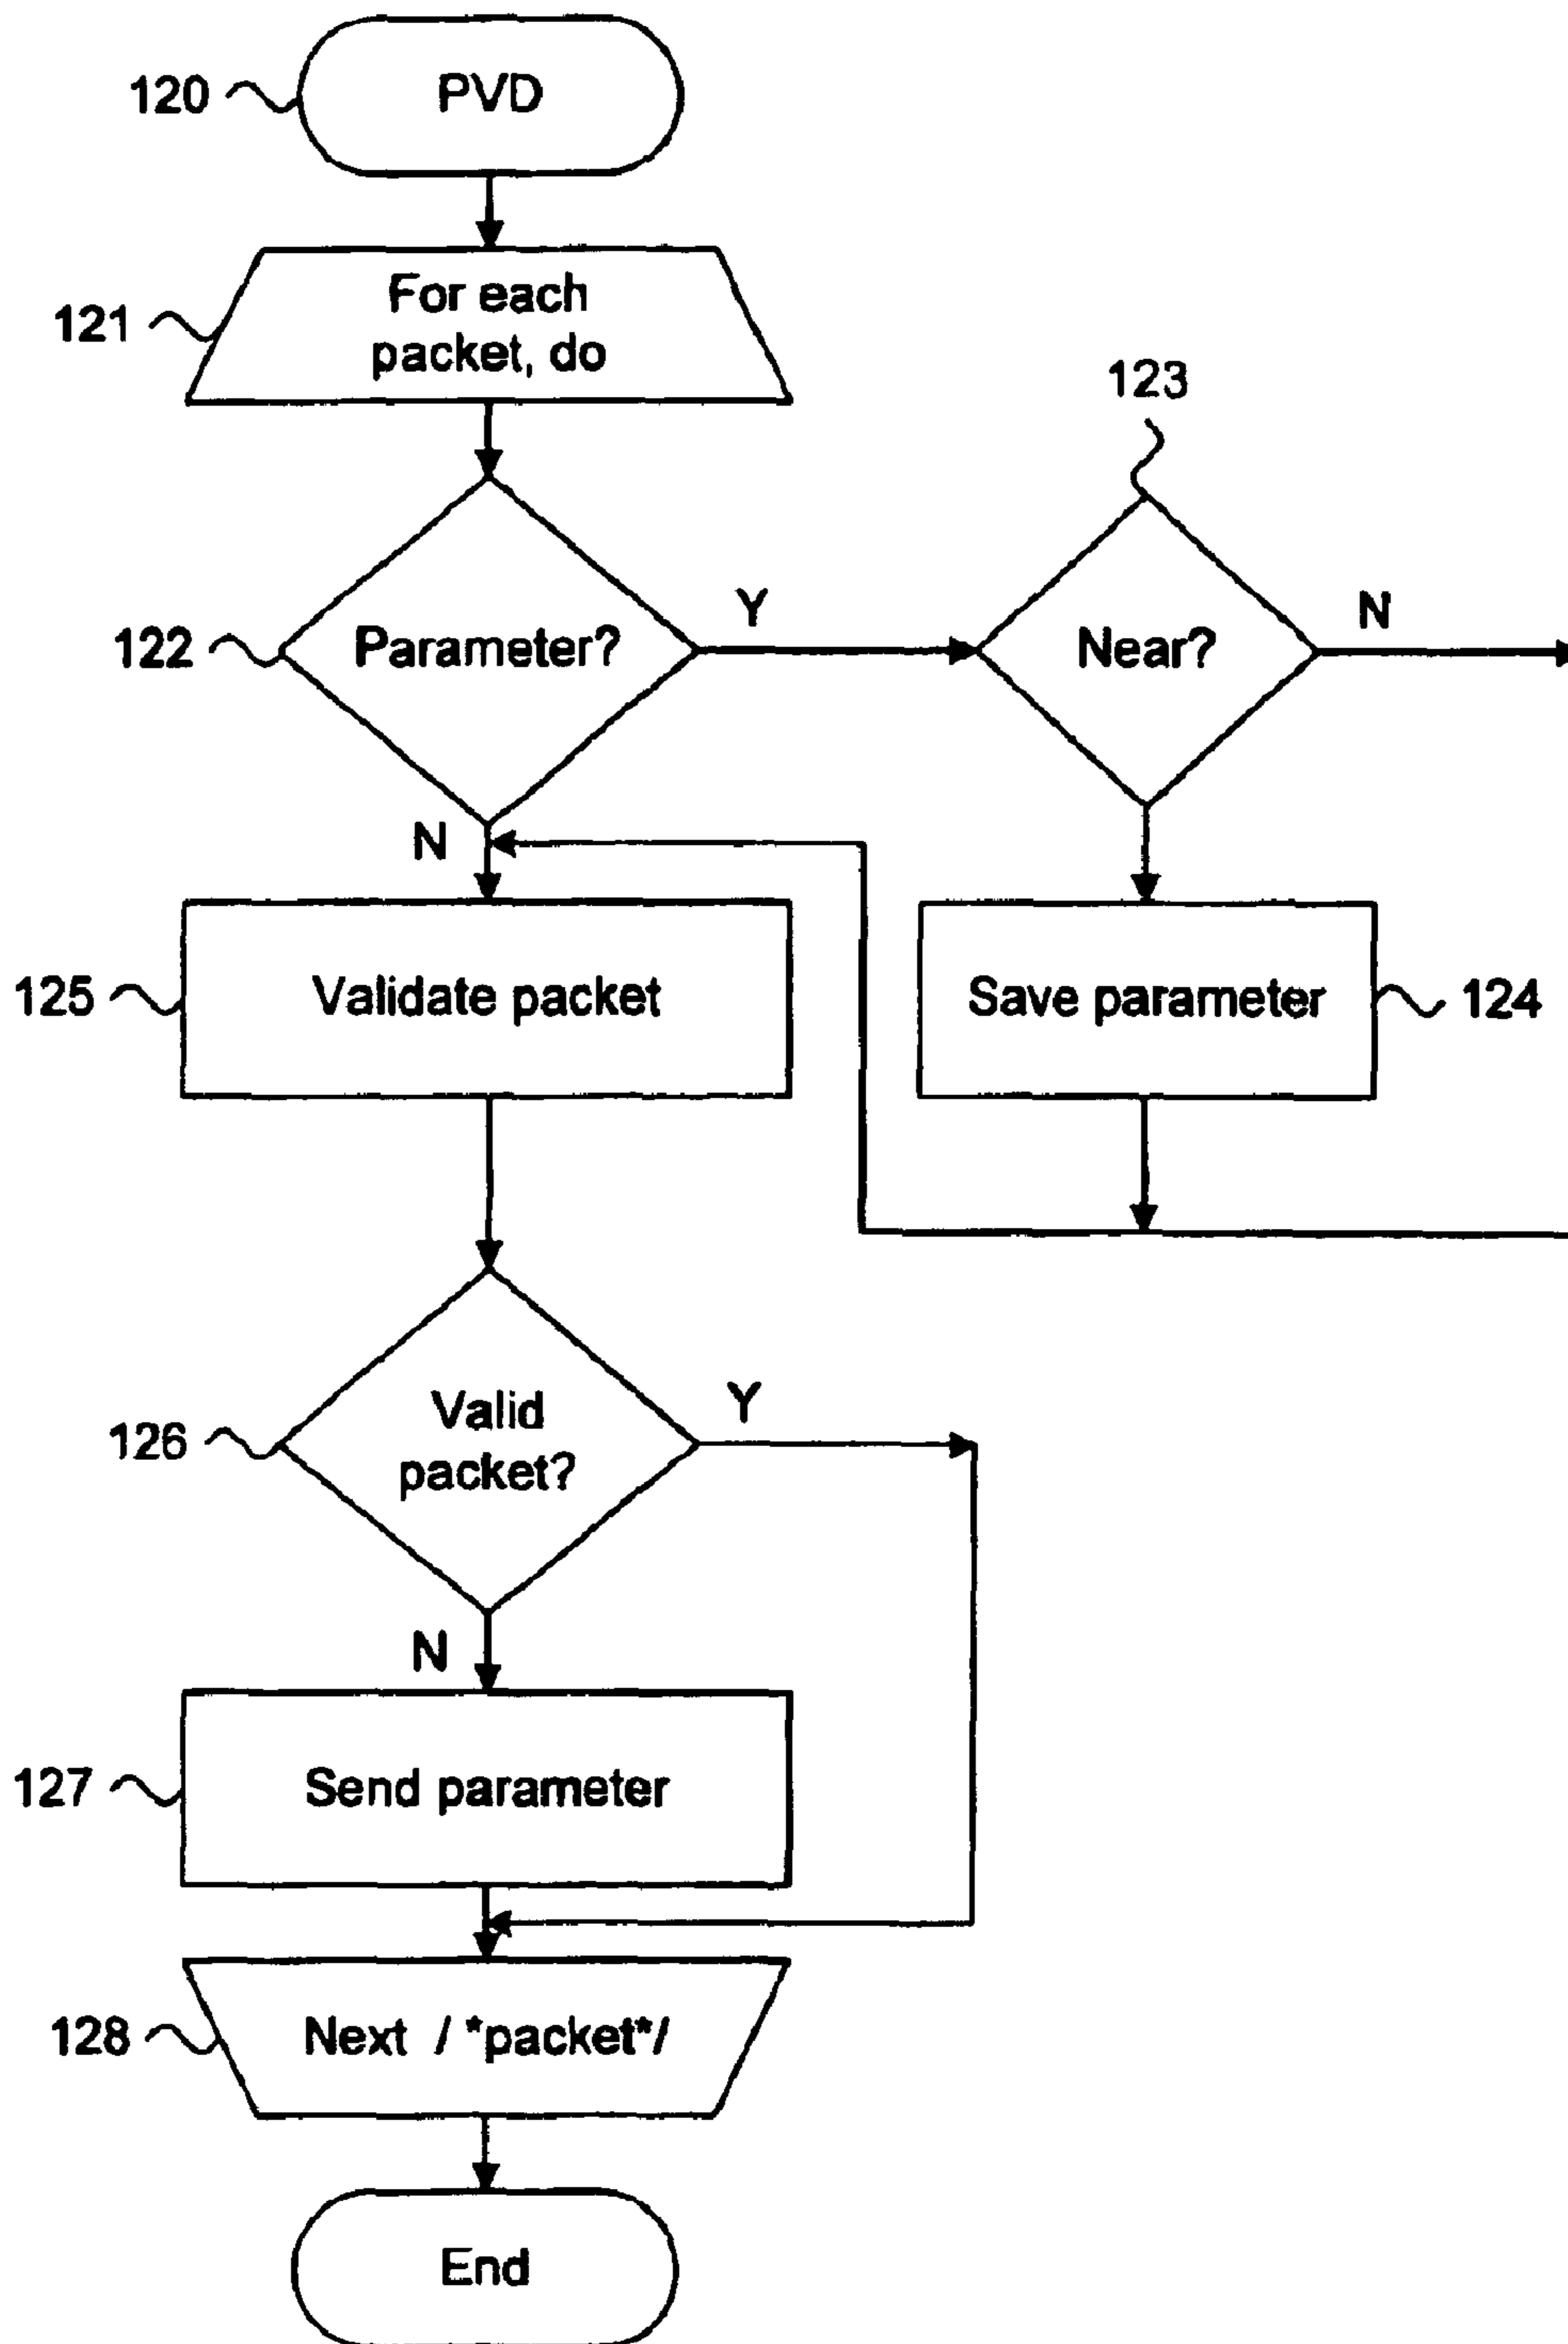 120
PVD
121
For each
packet, do
123
122
Parameter?
Y
Near?
N
N
125
Validate packet
Save parameter
124
126
Valid
packet?
Y
N
127
Send parameter
128
Next / *packet*/
End